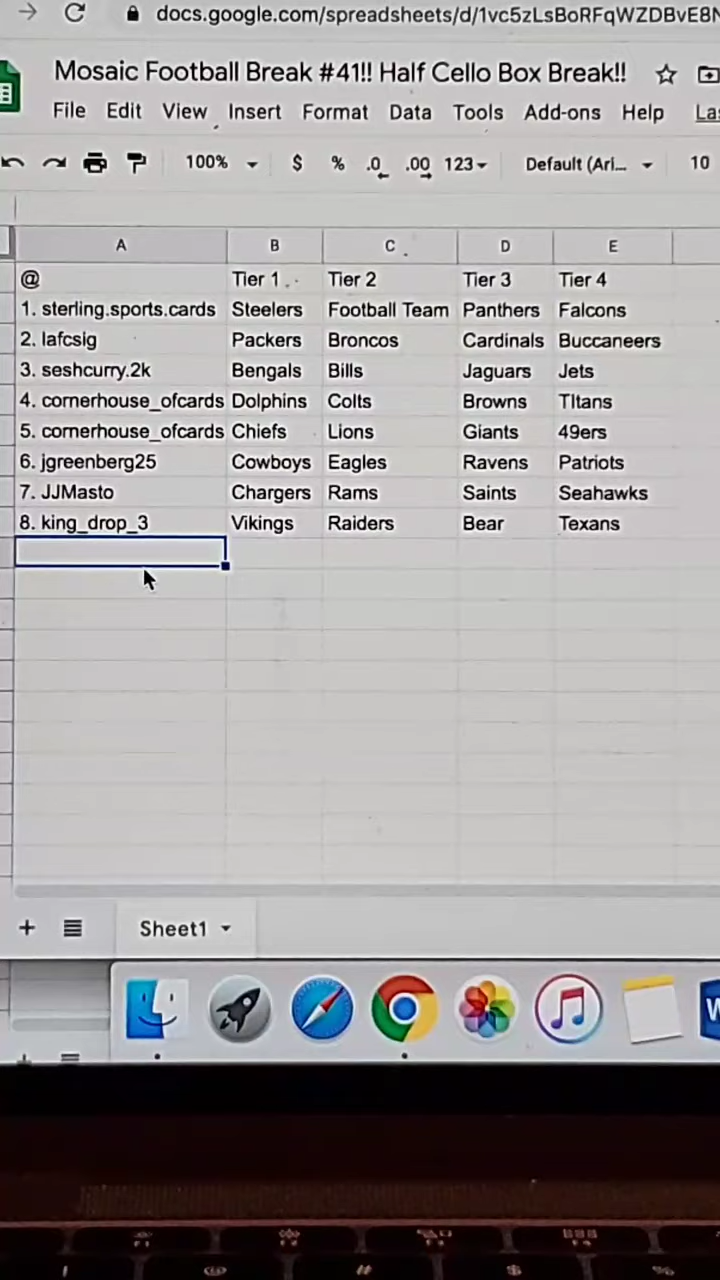 docs.google.com/spreadsheets/d/1vc5zLsBoRFqWZDBvE8N
Mosaic Football Break #41!! Half Cello Box Break!!
File Edit View Insert Format Data Tools Add-ons Help La
100% $ % .0 .00 123 Default (Ari... 10
A B C D E
@ Tier 1 Tier 2 Tier 3 Tier 4
1. sterling.sports.cards Steelers Football Team Panthers Falcons
2. lafcsig Packers Broncos Cardinals Buccaneers
3. seshcurry.2k Bengals Bills Jaguars Jets
4. cornerhouse_ofcards Dolphins Colts Browns TItans
5. cornerhouse_ofcards Chiefs Lions Giants 49ers
6. jgreenberg25 Cowboys Eagles Ravens Patriots
7. JJMasto Chargers Rams Saints Seahawks
8. king_drop_3 Vikings Raiders Bear Texans
Sheet1
W